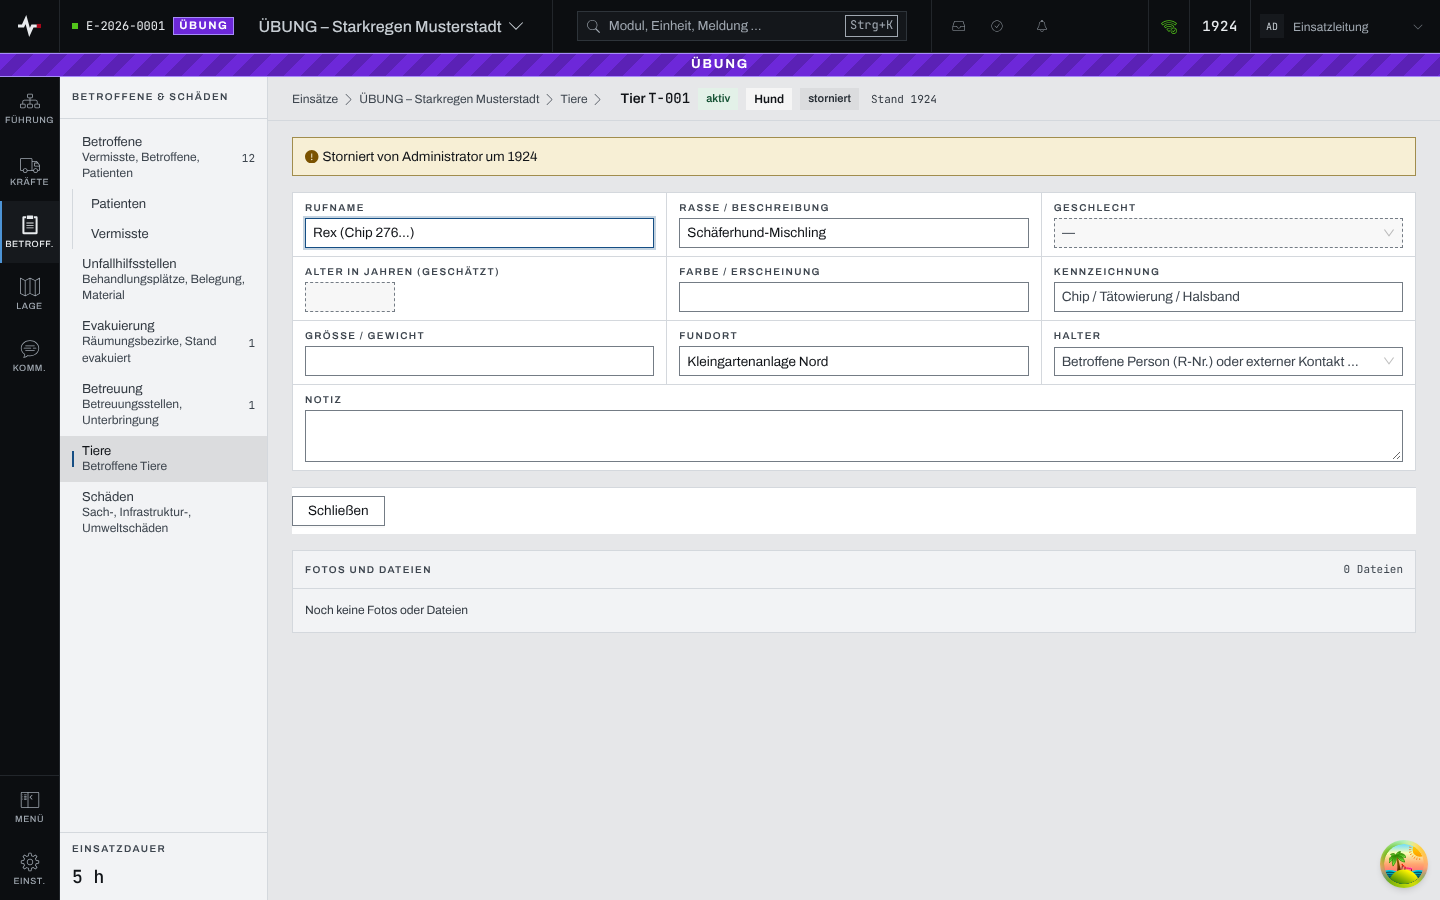 E-2026-0001 ÜBUNG ÜBUNG – Starkregen Musterstadt Modul, Einheit, Meldung ... Strg+K 1924 AD Einsatzleitung
ÜBUNG
FÜHRUNG
KRÄFTE
BETROFF.
LAGE
KOMM.
MENÜ
EINST.
BETROFFENE & SCHÄDEN
Betroffene
Vermisste, Betroffene, 12
Patienten
Patienten
Vermisste
Unfallhilfsstellen
Behandlungsplätze, Belegung,
Material
Evakuierung
Räumungsbezirke, Stand 1
evakuiert
Betreuung
Betreuungsstellen, 1
Unterbringung
Tiere
Betroffene Tiere
Schäden
Sach-, Infrastruktur-,
Umweltschäden
EINSATZDAUER
5 h
Einsätze ÜBUNG – Starkregen Musterstadt Tiere Tier T-001 aktiv Hund storniert Stand 1924
Storniert von Administrator um 1924
RUFNAME RASSE / BESCHREIBUNG GESCHLECHT
Rex (Chip 276...) Schäferhund-Mischling —
ALTER IN JAHREN (GESCHÄTZT) FARBE / ERSCHEINUNG KENNZEICHNUNG
Chip / Tätowierung / Halsband
GRÖSSE / GEWICHT FUNDORT HALTER
Kleingartenanlage Nord Betroffene Person (R-Nr.) oder externer Kontakt ...
NOTIZ
Schließen
FOTOS UND DATEIEN 0 Dateien
Noch keine Fotos oder Dateien